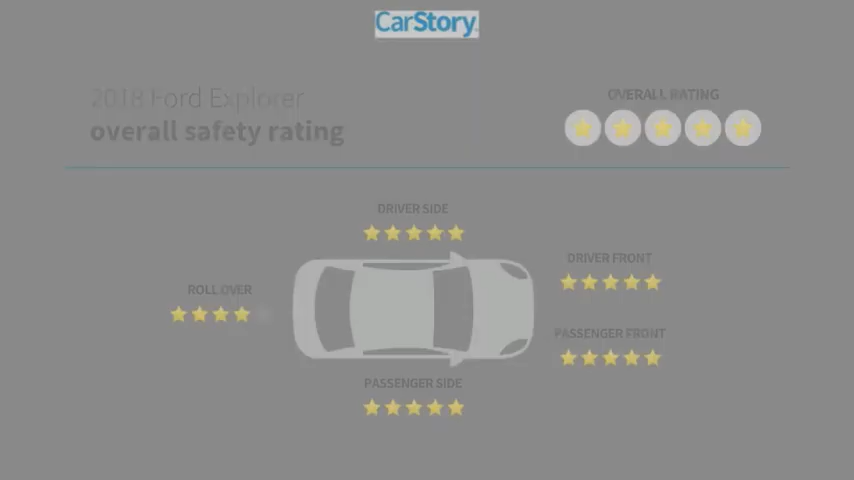 CarStory
2018 Ford Explorer
overall safety rating
OVERALL RATING
DRIVER SIDE
DRIVER FRONT
ROLL OVER
PASSENGER FRONT
PASSENGER SIDE